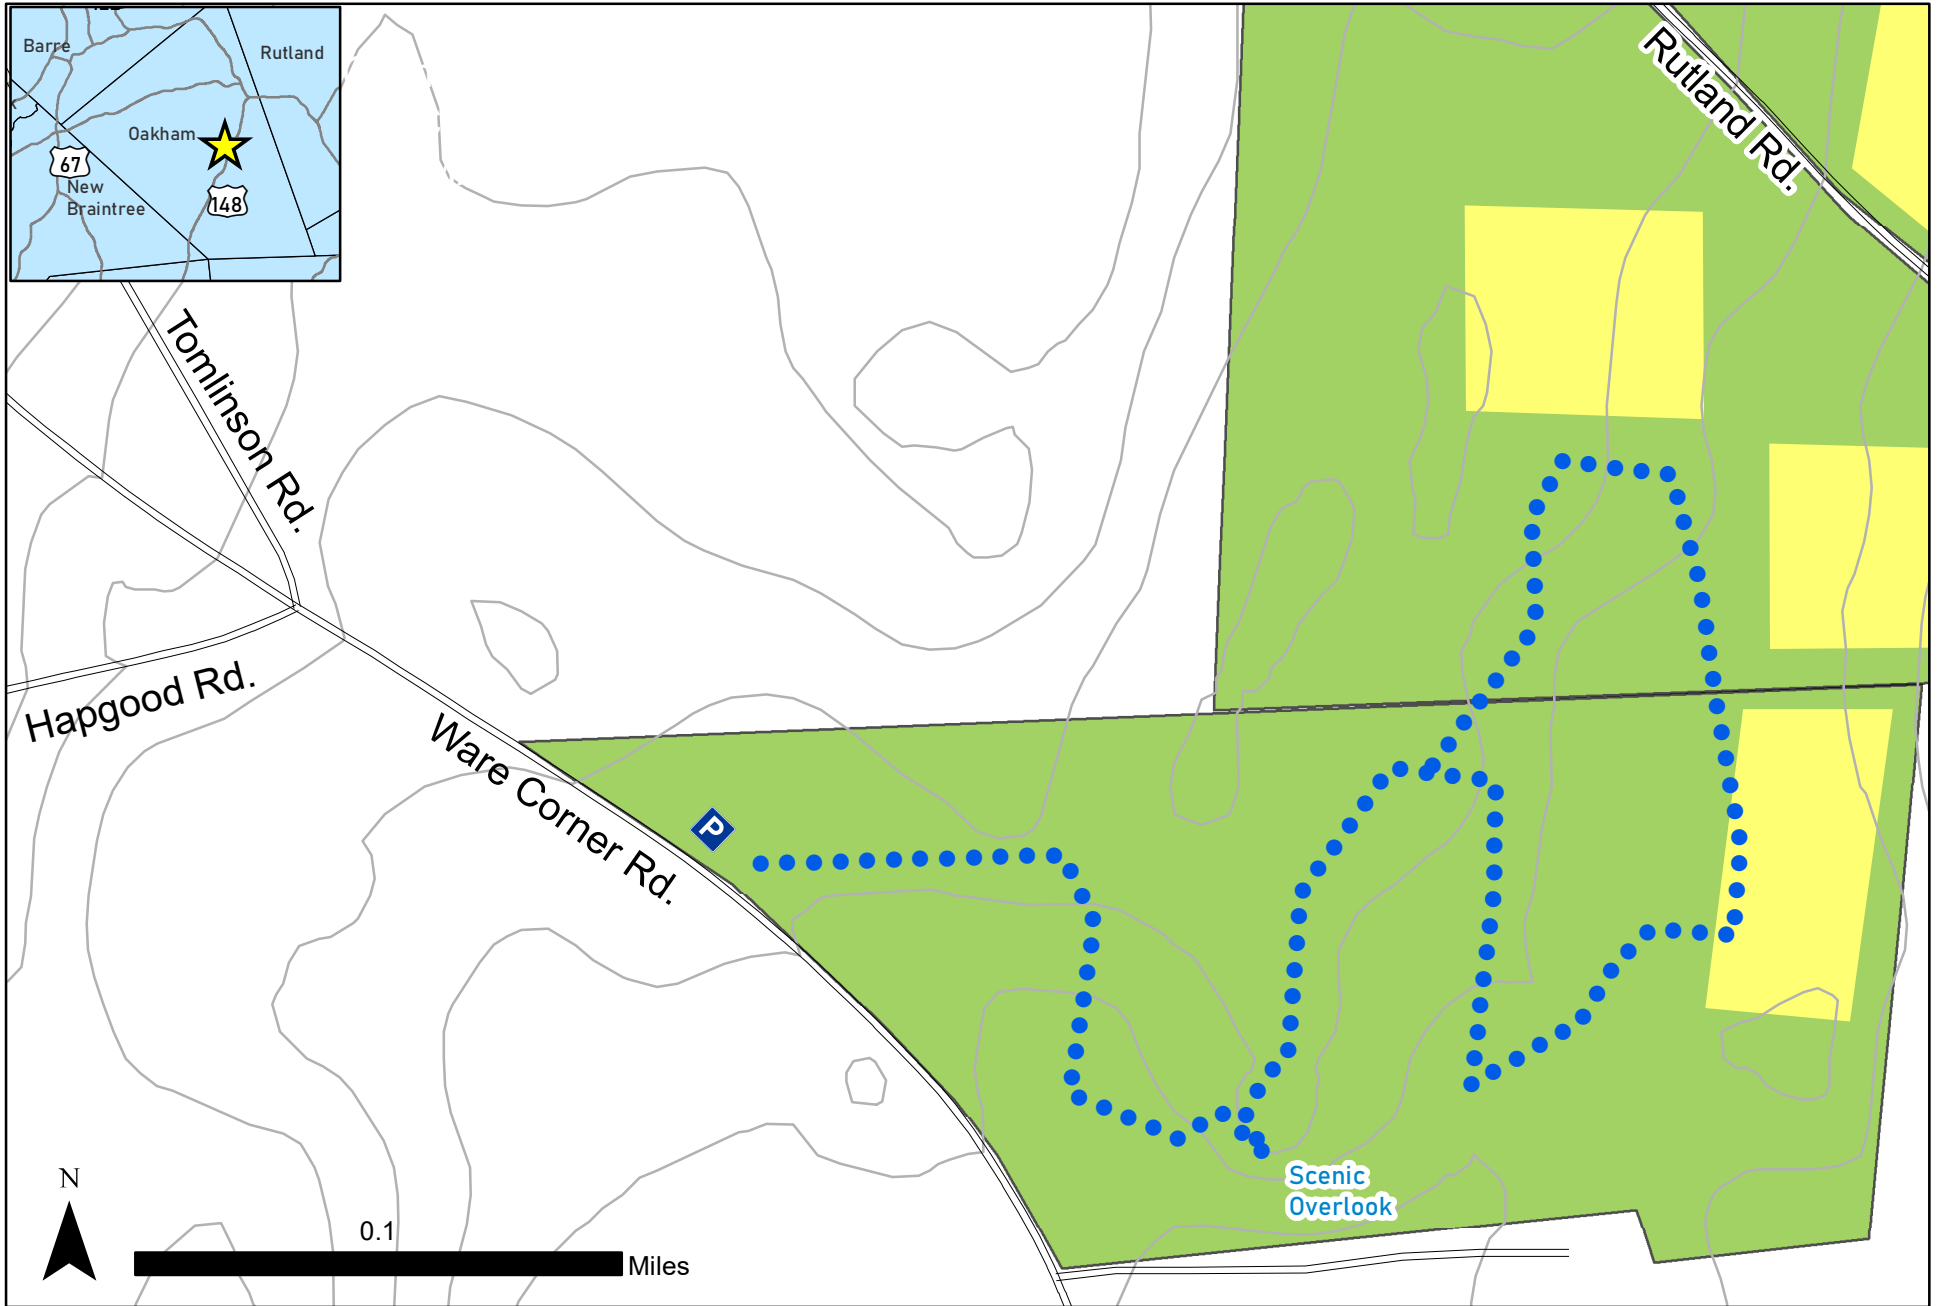 Barre
Rutland
Oakham
67
New
Braintree
148
Rutland Rd.
Tomlinson Rd.
Hapgood Rd.
Ware Corner Rd.
P
Scenic
Overlook
N
0.1
Miles